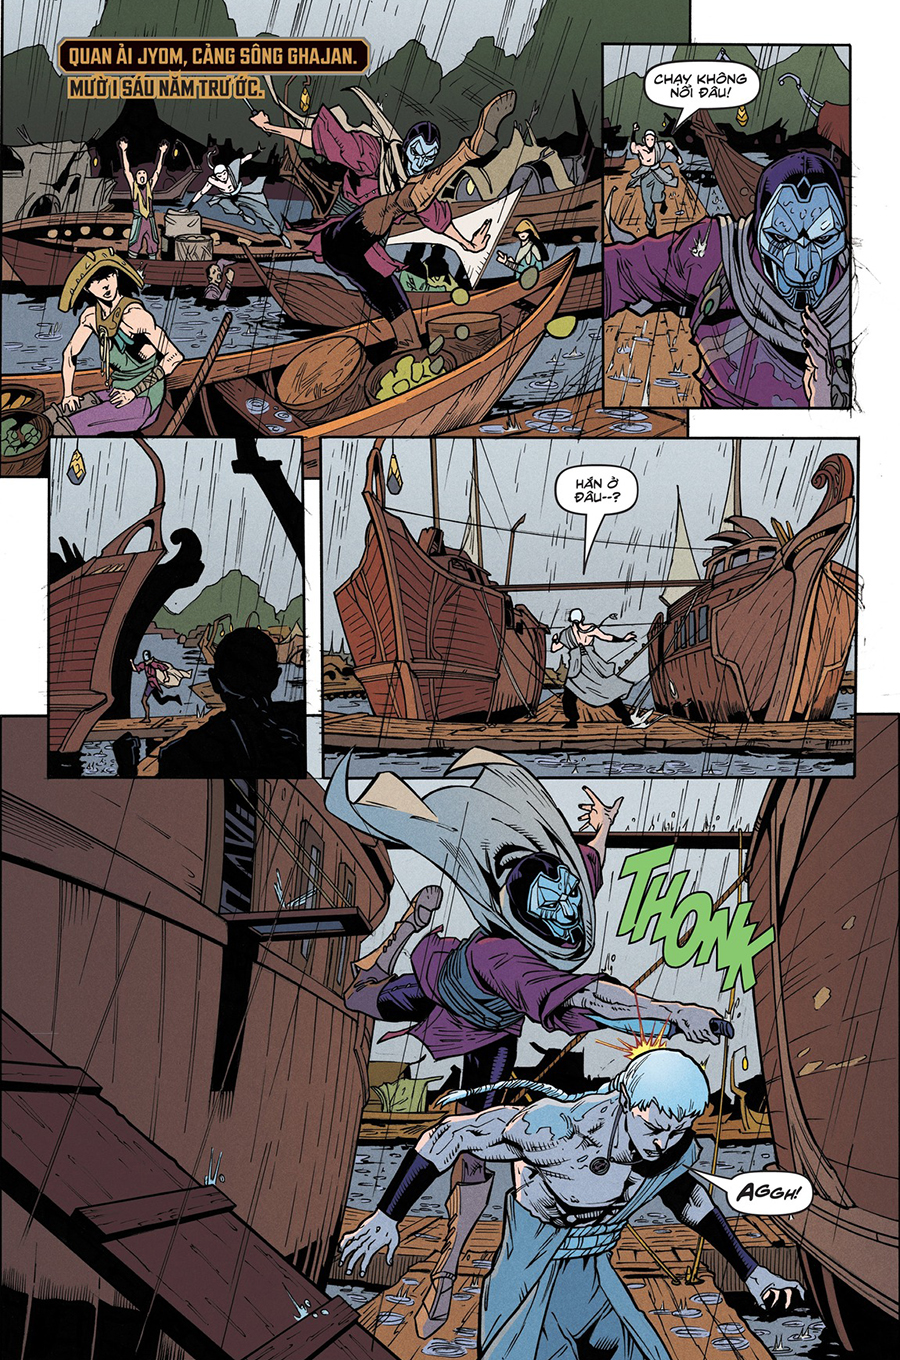 QUAN ẢI JYOM, CẢNG SÔNG GHAJAN.
MƯỜI SÁU NĂM TRƯỚC.
CHẠY KHÔNG
NỔI ĐÂU!
HẮN Ở
ĐÂU--?
THONK
AGGH!